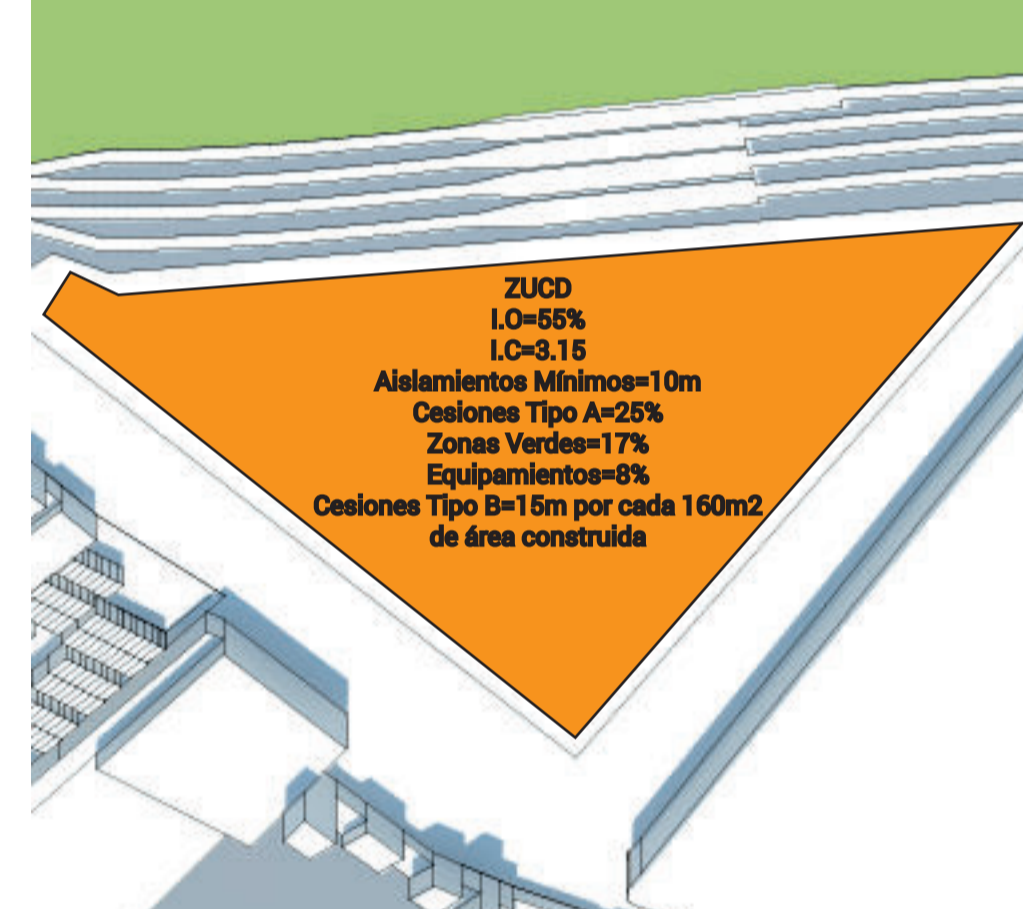 ZUCD
I.O=55%
I.C=3.15
Aislamientos Mínimos=10m
Cesiones Tipo A=25%
Zonas Verdes=17%
Equipamientos=8%
Cesiones Tipo B=15m por cada 160m2
de área construida